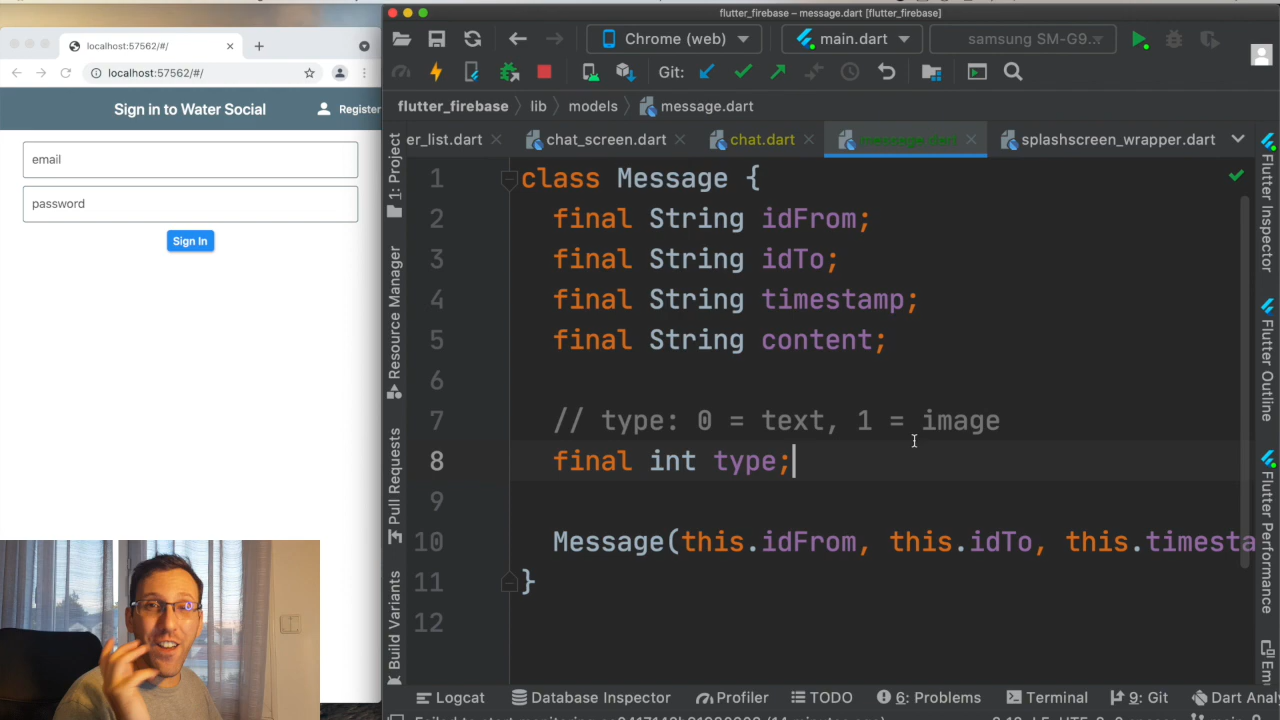 flutter_firebase – message.dart [flutter_firebase]
localhost:57562/#/
localhost:57562/#/
Sign in to Water Social
Register
email
password
Sign In
Chrome (web)
main.dart
samsung SM-G9...
Git:
flutter_firebase
lib
models
message.dart
er_list.dart
chat_screen.dart
chat.dart
message.dart
splashscreen_wrapper.dart
1: Project
Resource Manager
Pull Requests
Build Variants
1 class Message {
2 final String idFrom;
3 final String idTo;
4 final String timestamp;
5 final String content;
6
7 // type: 0 = text, 1 = image
8 final int type;
9
10 Message(this.idFrom, this.idTo, this.timesta
11 }
12
Flutter Inspector
Flutter Outline
Flutter Performance
Em
Logcat
Database Inspector
Profiler
TODO
6: Problems
Terminal
9: Git
Dart Anal